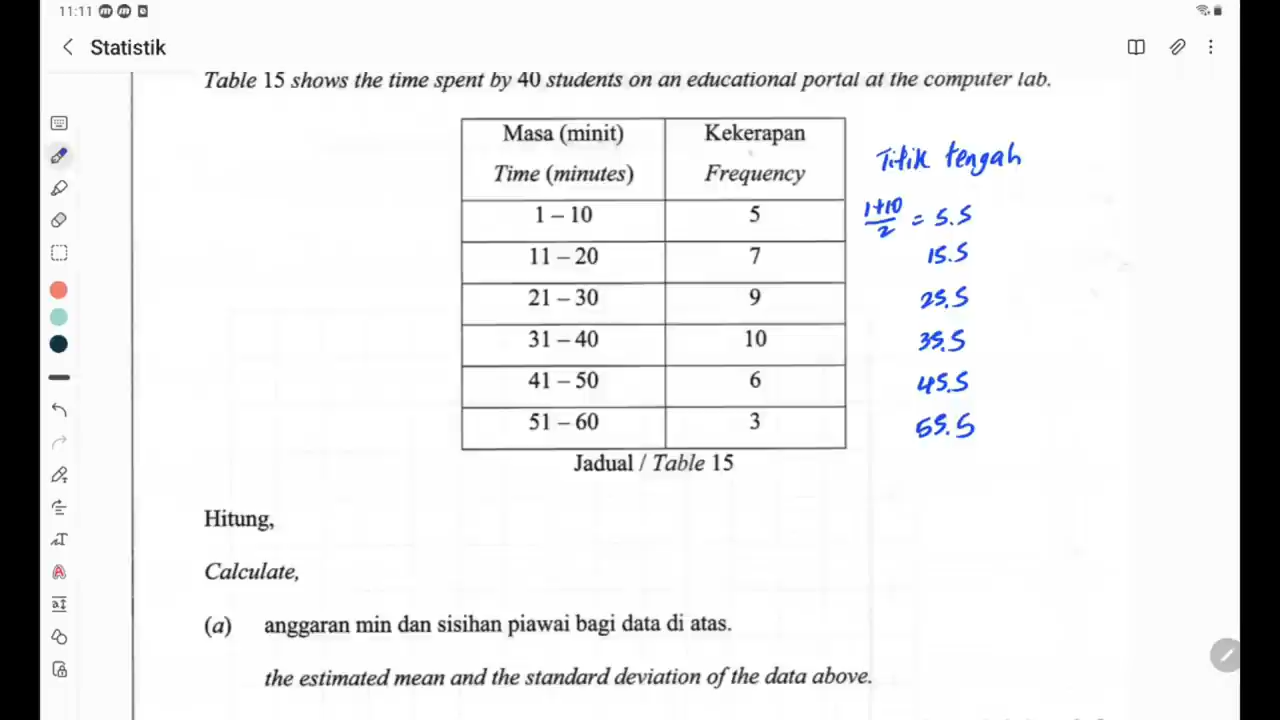 11:11
Statistik
Table 15 shows the time spent by 40 students on an educational portal at the computer lab.
Masa (minit) Kekerapan
Time (minutes) Frequency
Titik tengah
1 – 10 5 1+10/2 = 5.5
11 – 20 7 15.5
21 – 30 9 25.5
31 – 40 10 35.5
41 – 50 6 45.5
51 – 60 3 55.5
Jadual / Table 15
Hitung,
Calculate,
(a) anggaran min dan sisihan piawai bagi data di atas.
the estimated mean and the standard deviation of the data above.